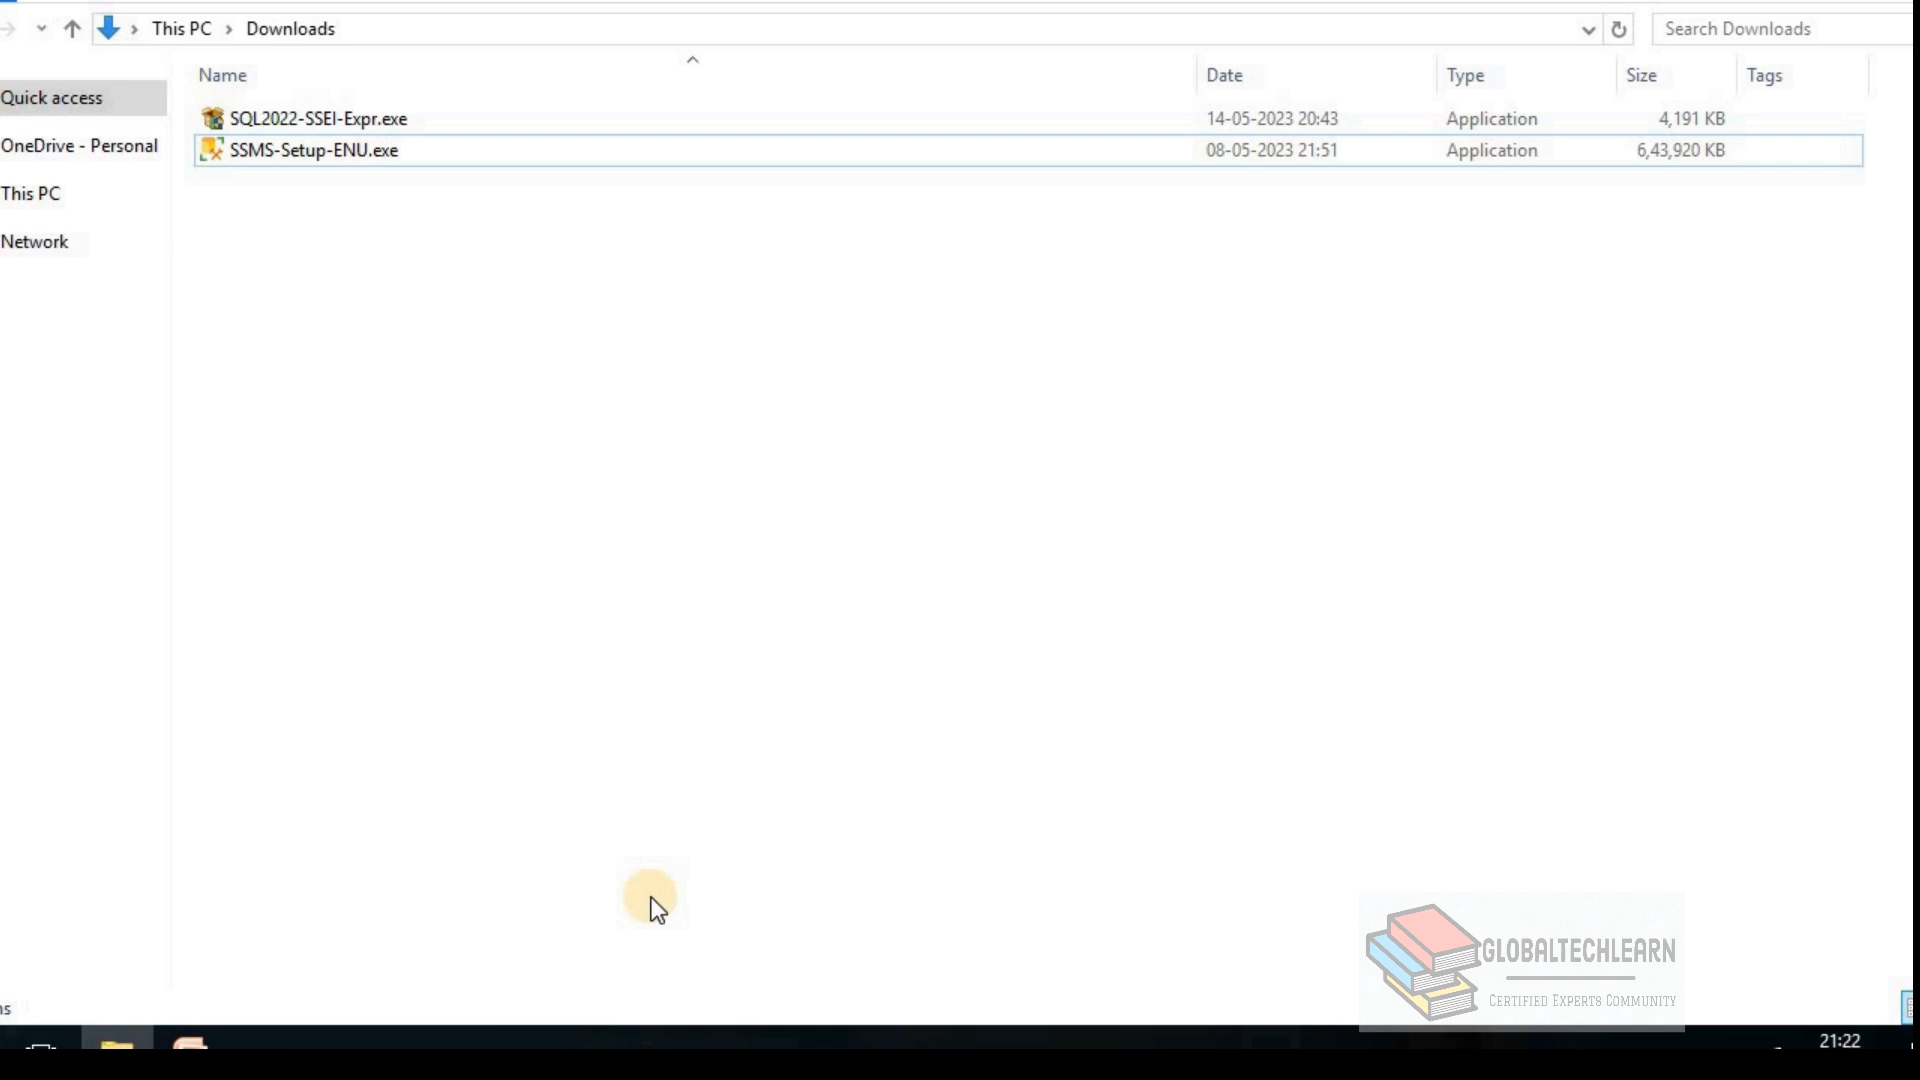 This PC > Downloads
Search Downloads
Name
Date
Type
Size
Tags
Quick access
OneDrive - Personal
This PC
Network
SQL2022-SSEI-Expr.exe 14-05-2023 20:43 Application 4,191 KB
SSMS-Setup-ENU.exe 08-05-2023 21:51 Application 6,43,920 KB
GLOBALTECHLEARN
CERTIFIED EXPERTS COMMUNITY
21:22